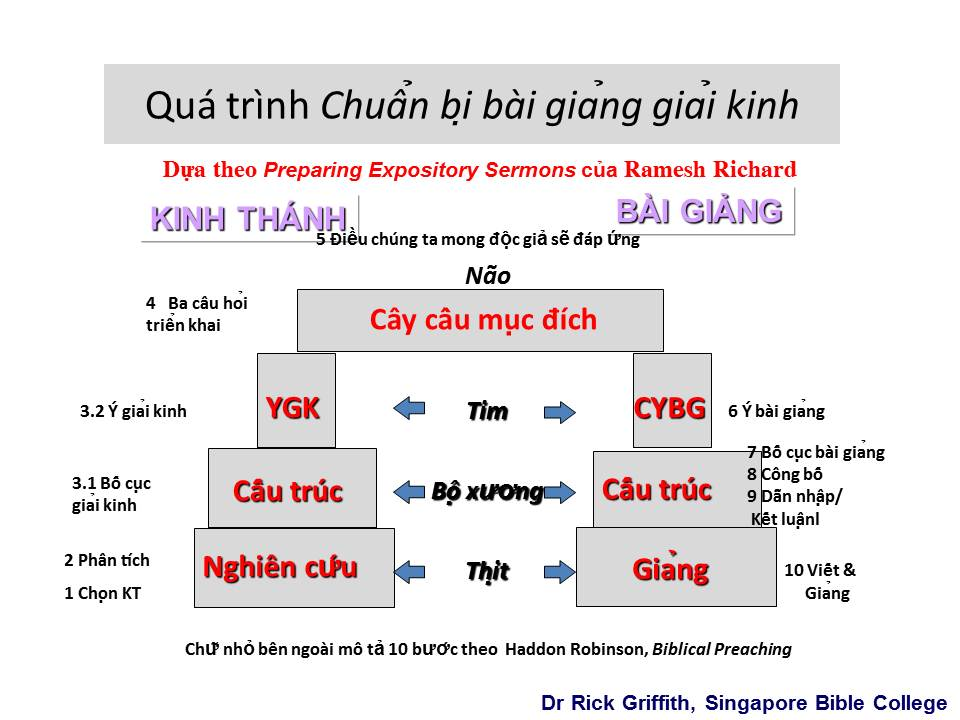 Quá trình Chuẩn bị bài giảng giải kinh
Dựa theo Preparing Expository Sermons của Ramesh Richard
KINH THÁNH
BÀI GIẢNG
5 Điều chúng ta mong độc giả sẽ đáp ứng
Não
4 Ba câu hỏi
triển khai
Cây câu mục đích
3.2 Ý giải kinh
YGK
Tim
CYBG
6 Ý bài giảng
3.1 Bố cục
giải kinh
Cấu trúc
Bộ xương
Cấu trúc
7 Bố cục bài giảng
8 Công bố
9 Dẫn nhập/
Kết luậnl
2 Phân tích
1 Chọn KT
Nghiên cứu
Thịt
Giảng
10 Viết &
Giảng
Chữ nhỏ bên ngoài mô tả 10 bước theo Haddon Robinson, Biblical Preaching
Dr Rick Griffith, Singapore Bible College